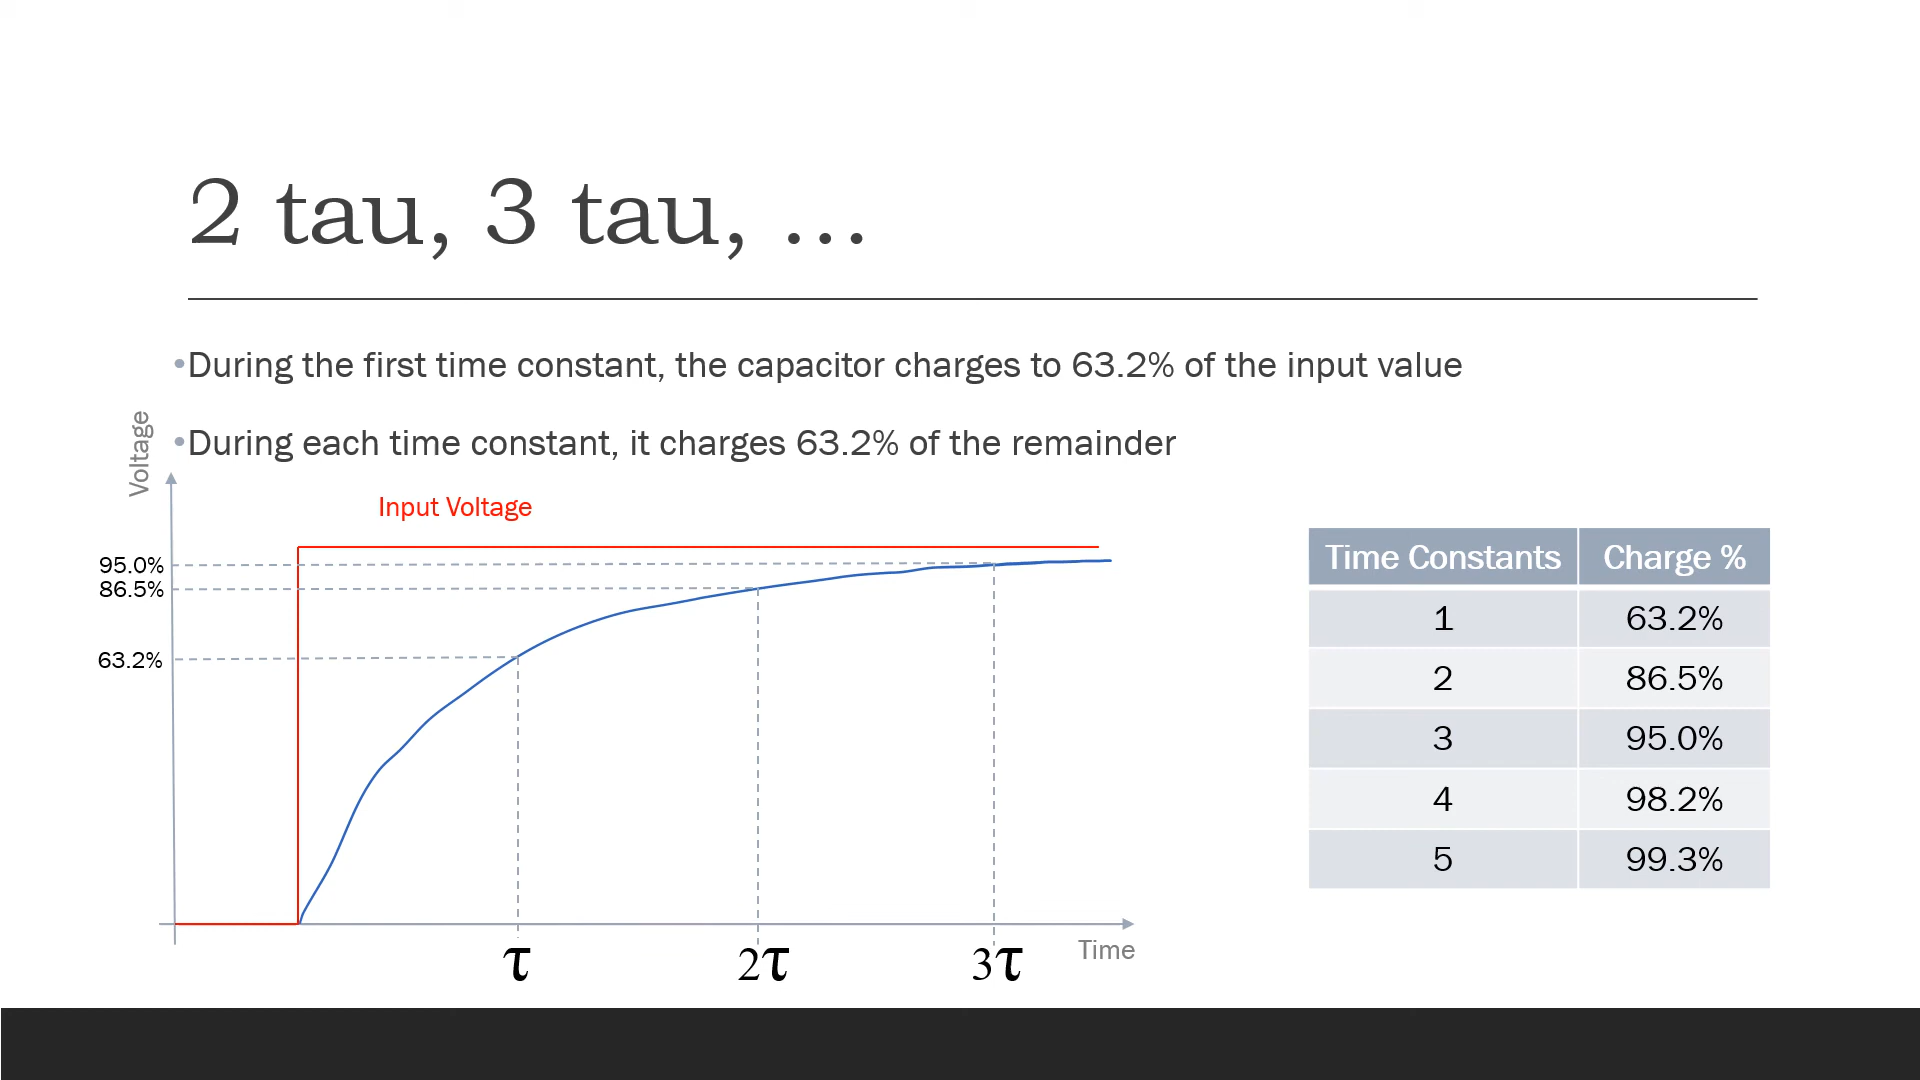 2 tau, 3 tau, ...
•During the first time constant, the capacitor charges to 63.2% of the input value
•During each time constant, it charges 63.2% of the remainder
Voltage
Input Voltage
95.0%
86.5%
63.2%
τ 2τ 3τ
Time
Time Constants Charge %
1 63.2%
2 86.5%
3 95.0%
4 98.2%
5 99.3%